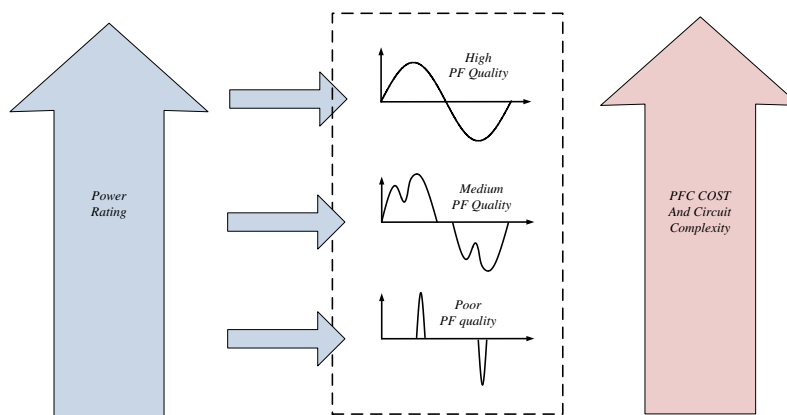 High
PF Quality
Power
Rating
Medium
PF Quality
PFC COST
And Circuit
Complexity
Poor
PF quality